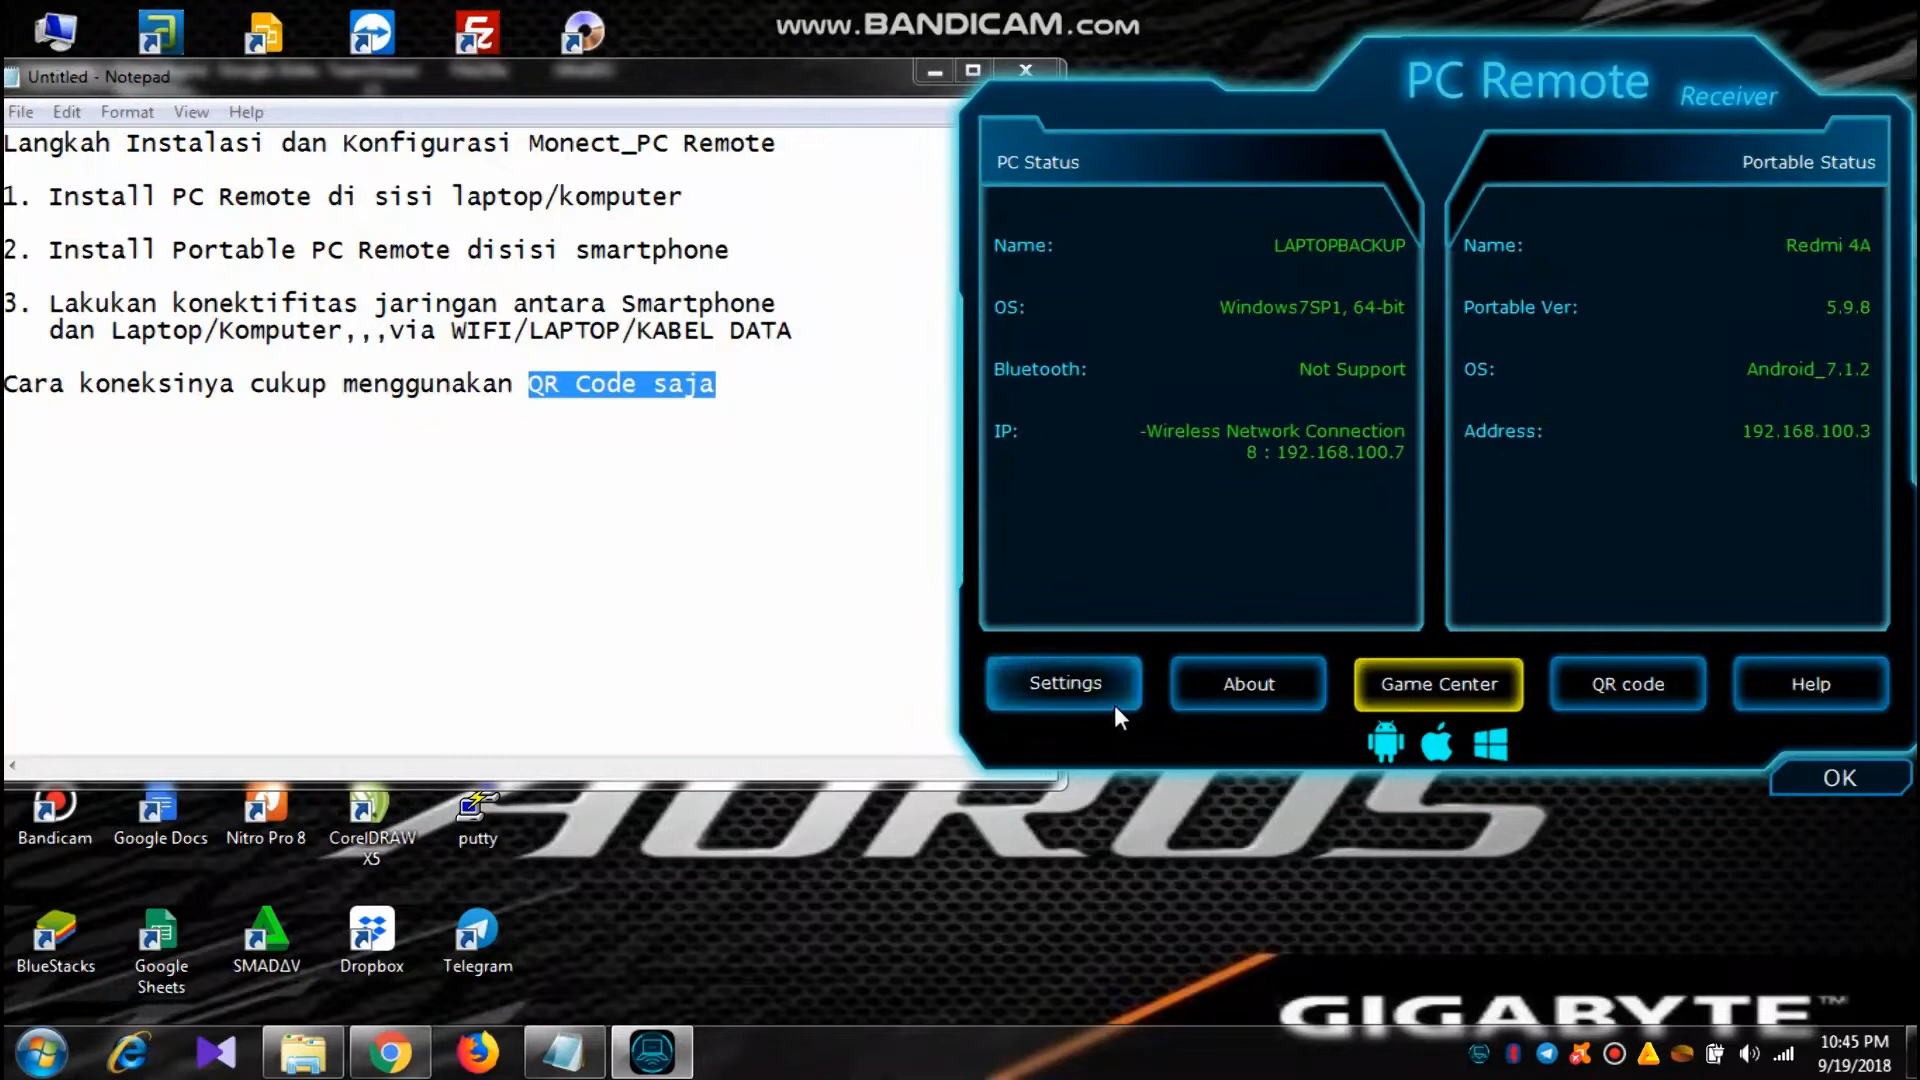 www.BANDICAM.com
Untitled - Notepad
File Edit Format View Help
Langkah Instalasi dan Konfigurasi Monect_PC Remote
1. Install PC Remote di sisi laptop/komputer
2. Install Portable PC Remote disisi smartphone
3. Lakukan konektifitas jaringan antara Smartphone
dan Laptop/Komputer,,,via WIFI/LAPTOP/KABEL DATA
Cara koneksinya cukup menggunakan QR Code saja
PC Remote Receiver
PC Status
Name: LAPTOPBACKUP
OS: Windows7SP1, 64-bit
Bluetooth: Not Support
IP: -Wireless Network Connection
8 : 192.168.100.7
Portable Status
Name: Redmi 4A
Portable Ver: 5.9.8
OS: Android_7.1.2
Address: 192.168.100.3
Settings About Game Center QR code Help
OK
Bandicam Google Docs Nitro Pro 8 CorelDRAW X5 putty
BlueStacks Google Sheets SMADΔV Dropbox Telegram
AORUS
GIGABYTE™
10:45 PM
9/19/2018